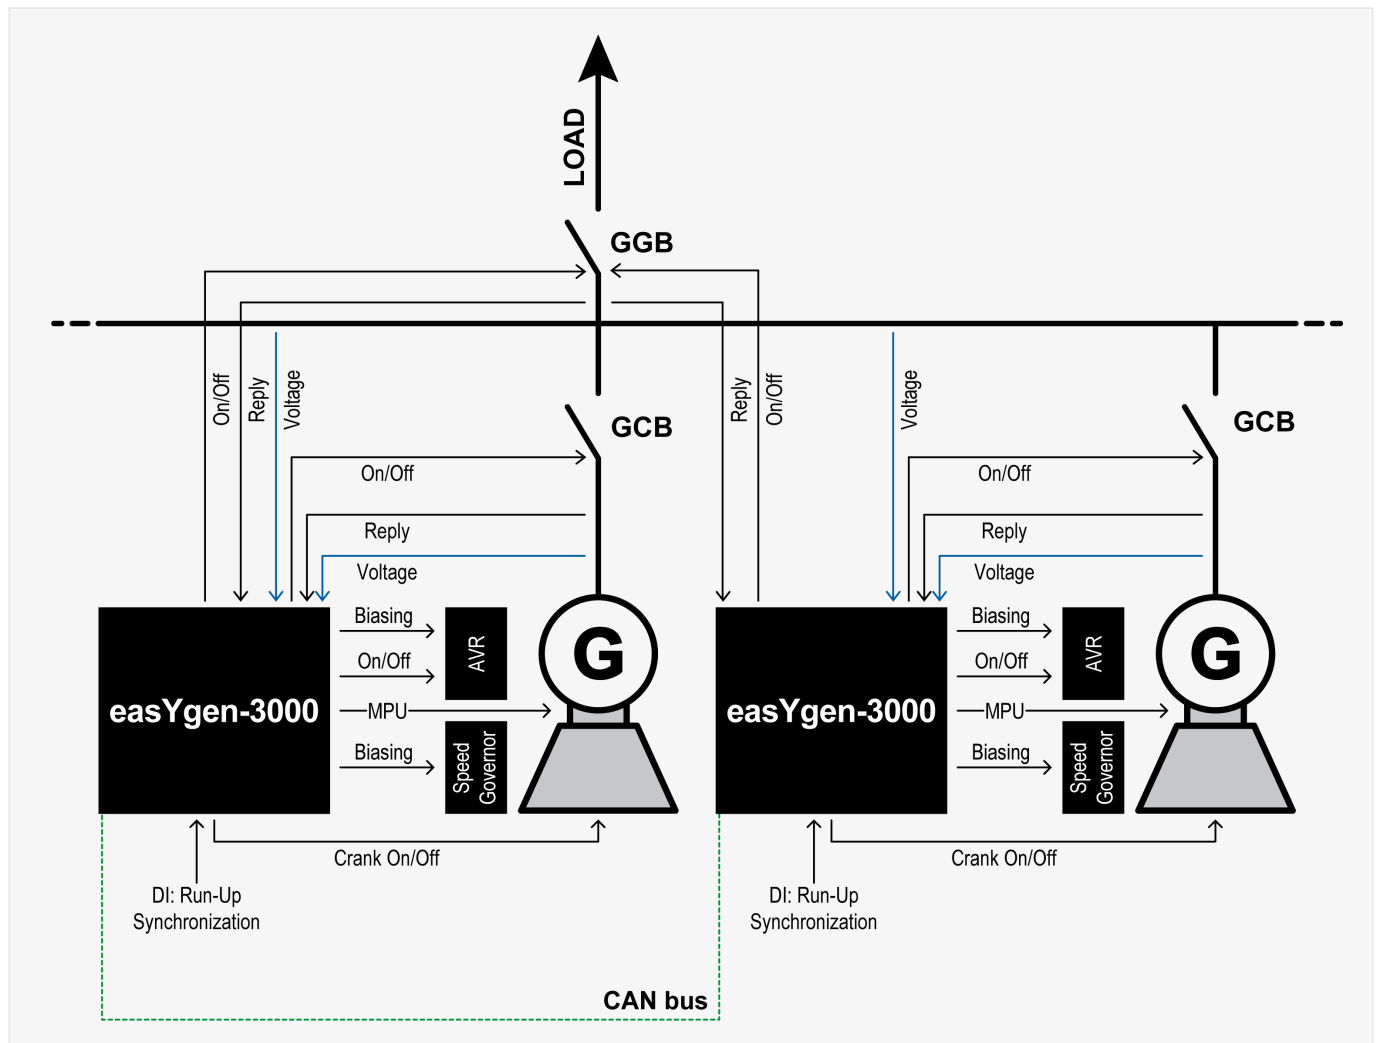 LOAD
GGB
On/Off
Reply
Voltage
Reply
On/Off
Voltage
GCB
GCB
On/Off
Reply
Voltage
On/Off
Reply
Voltage
easYgen-3000
Biasing
On/Off
MPU
Biasing
AVR
Speed
Governor
G
easYgen-3000
Biasing
On/Off
MPU
Biasing
AVR
Speed
Governor
G
Crank On/Off
DI: Run-Up
Synchronization
Crank On/Off
DI: Run-Up
Synchronization
CAN bus